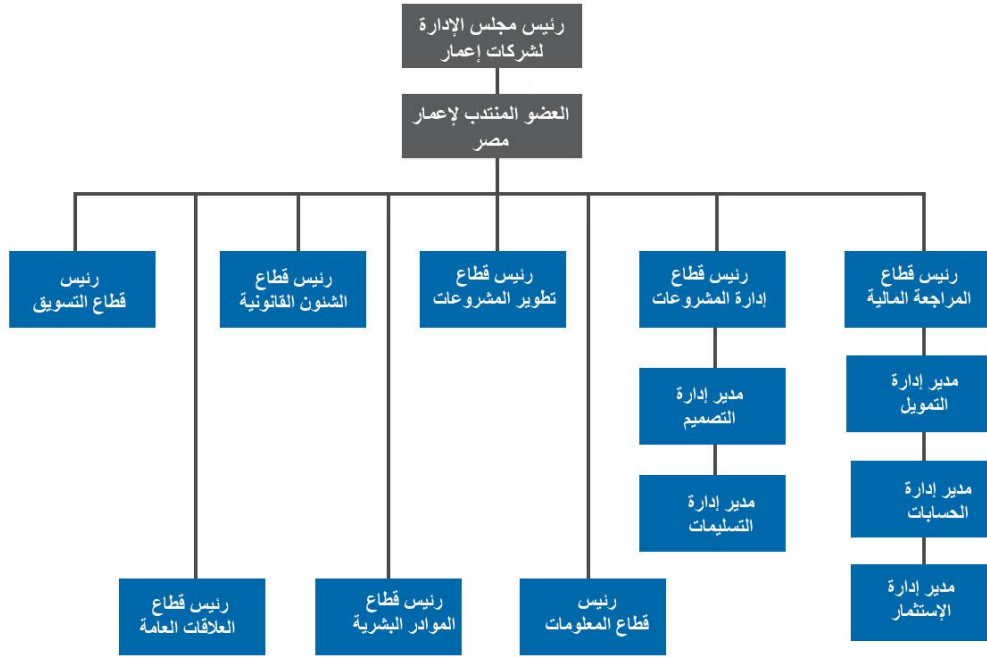 رئيس مجلس الإدارة
لشركات إعمار
العضو المنتدب لإعمار
مصر
رئيس قطاع
المراجعة المالية
رئيس قطاع
إدارة المشروعات
رئيس قطاع
تطوير المشروعات
رئيس قطاع
الشئون القانونية
رئيس
قطاع التسويق
مدير إدارة
التمويل
مدير إدارة
التصميم
مدير إدارة
الحسابات
مدير إدارة
التسليمات
مدير إدارة
الإستثمار
رئيس
قطاع المعلومات
رئيس قطاع
الموادر البشرية
رئيس قطاع
العلاقات العامة